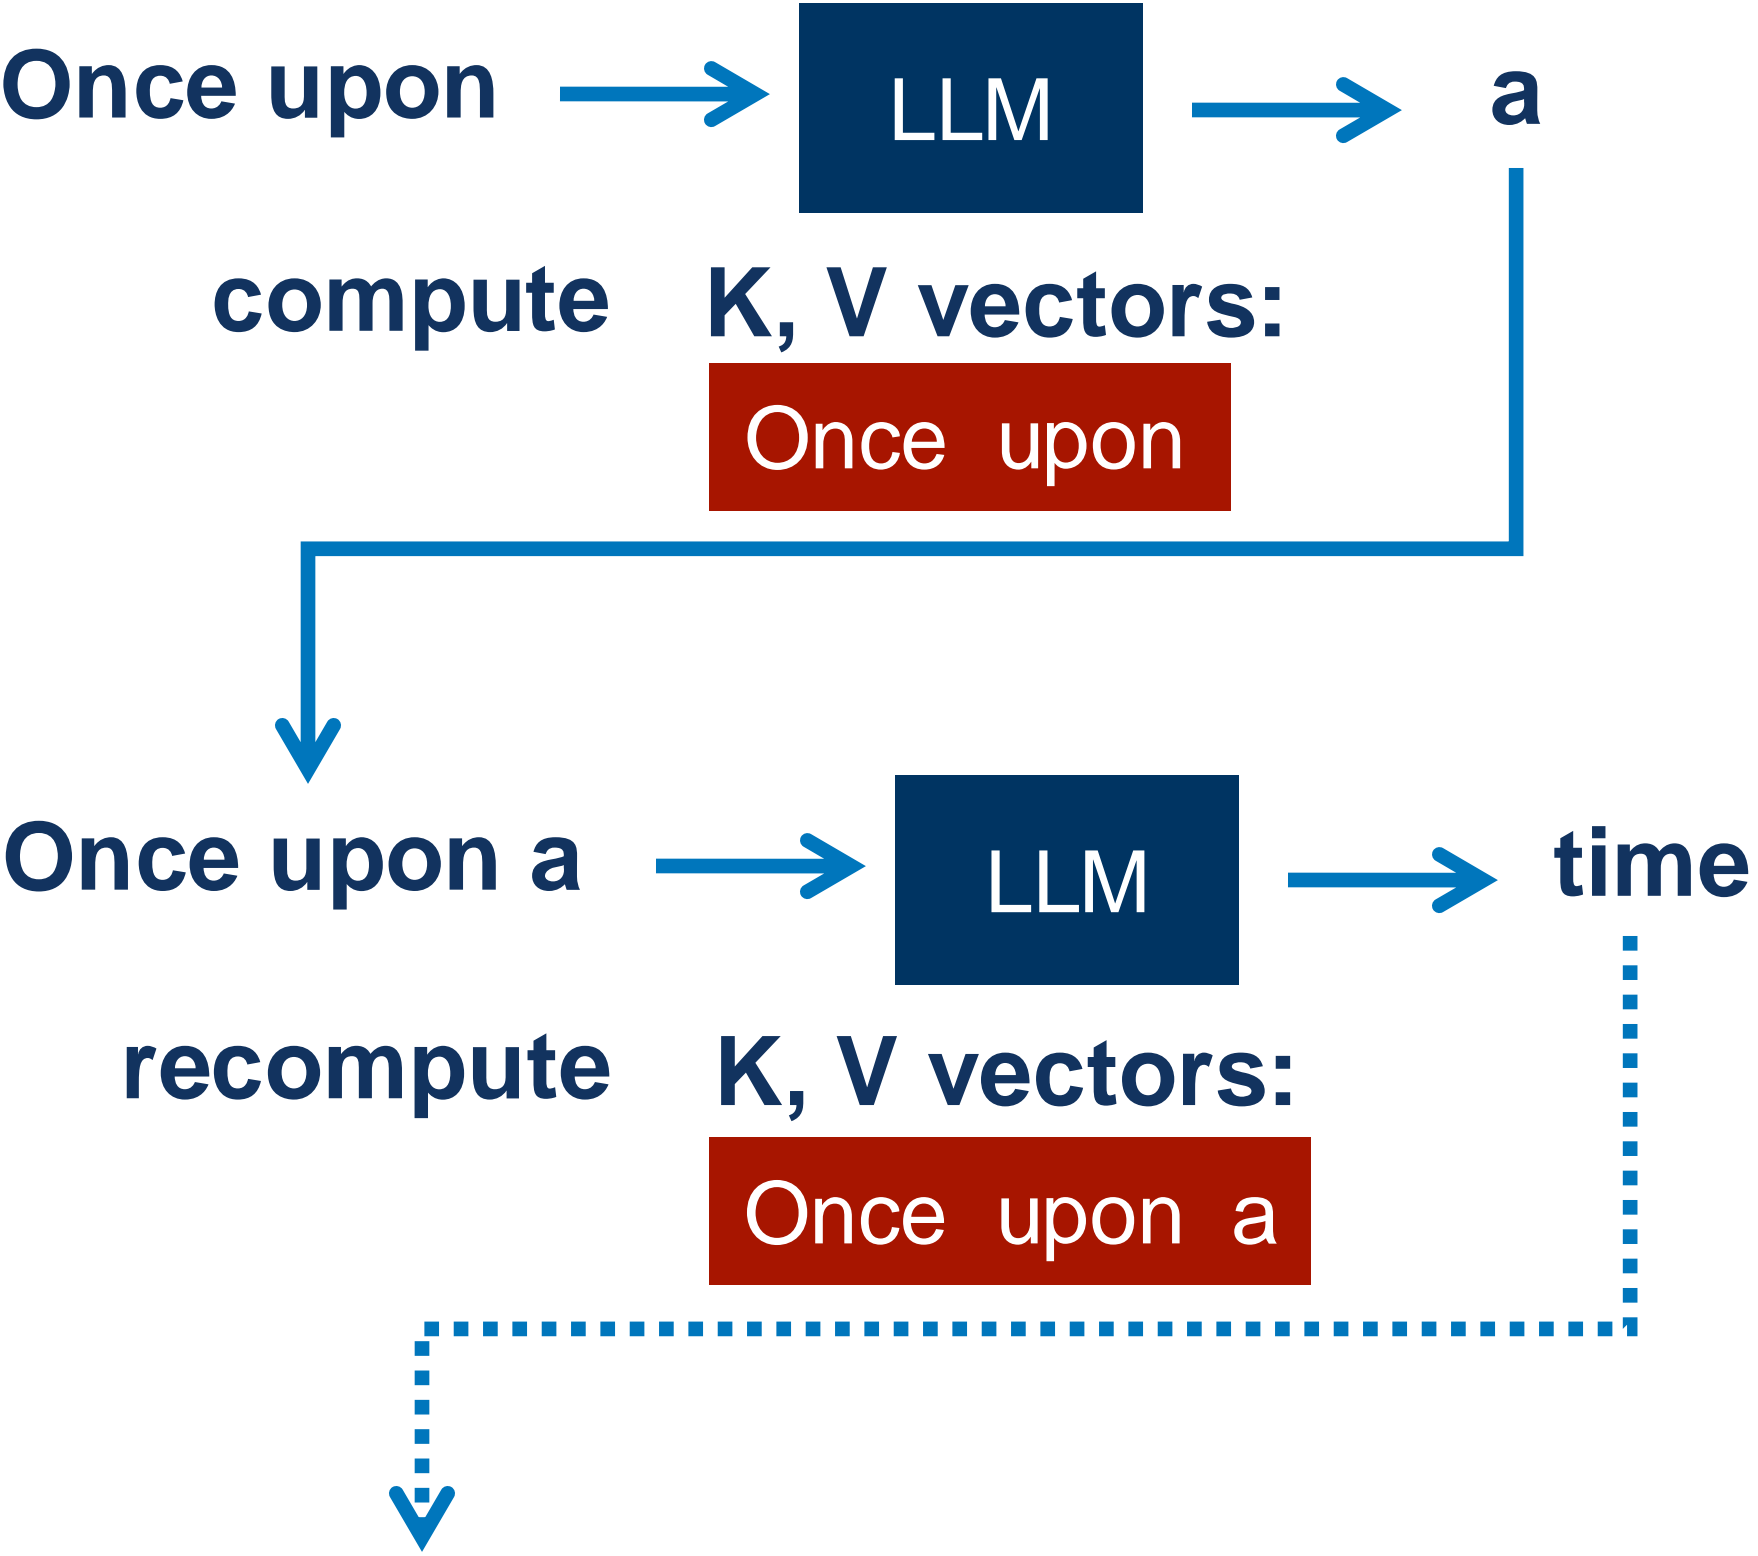 Once upon
LLM
a
compute K, V vectors:
Once upon
Once upon a
LLM
time
recompute K, V vectors:
Once upon a